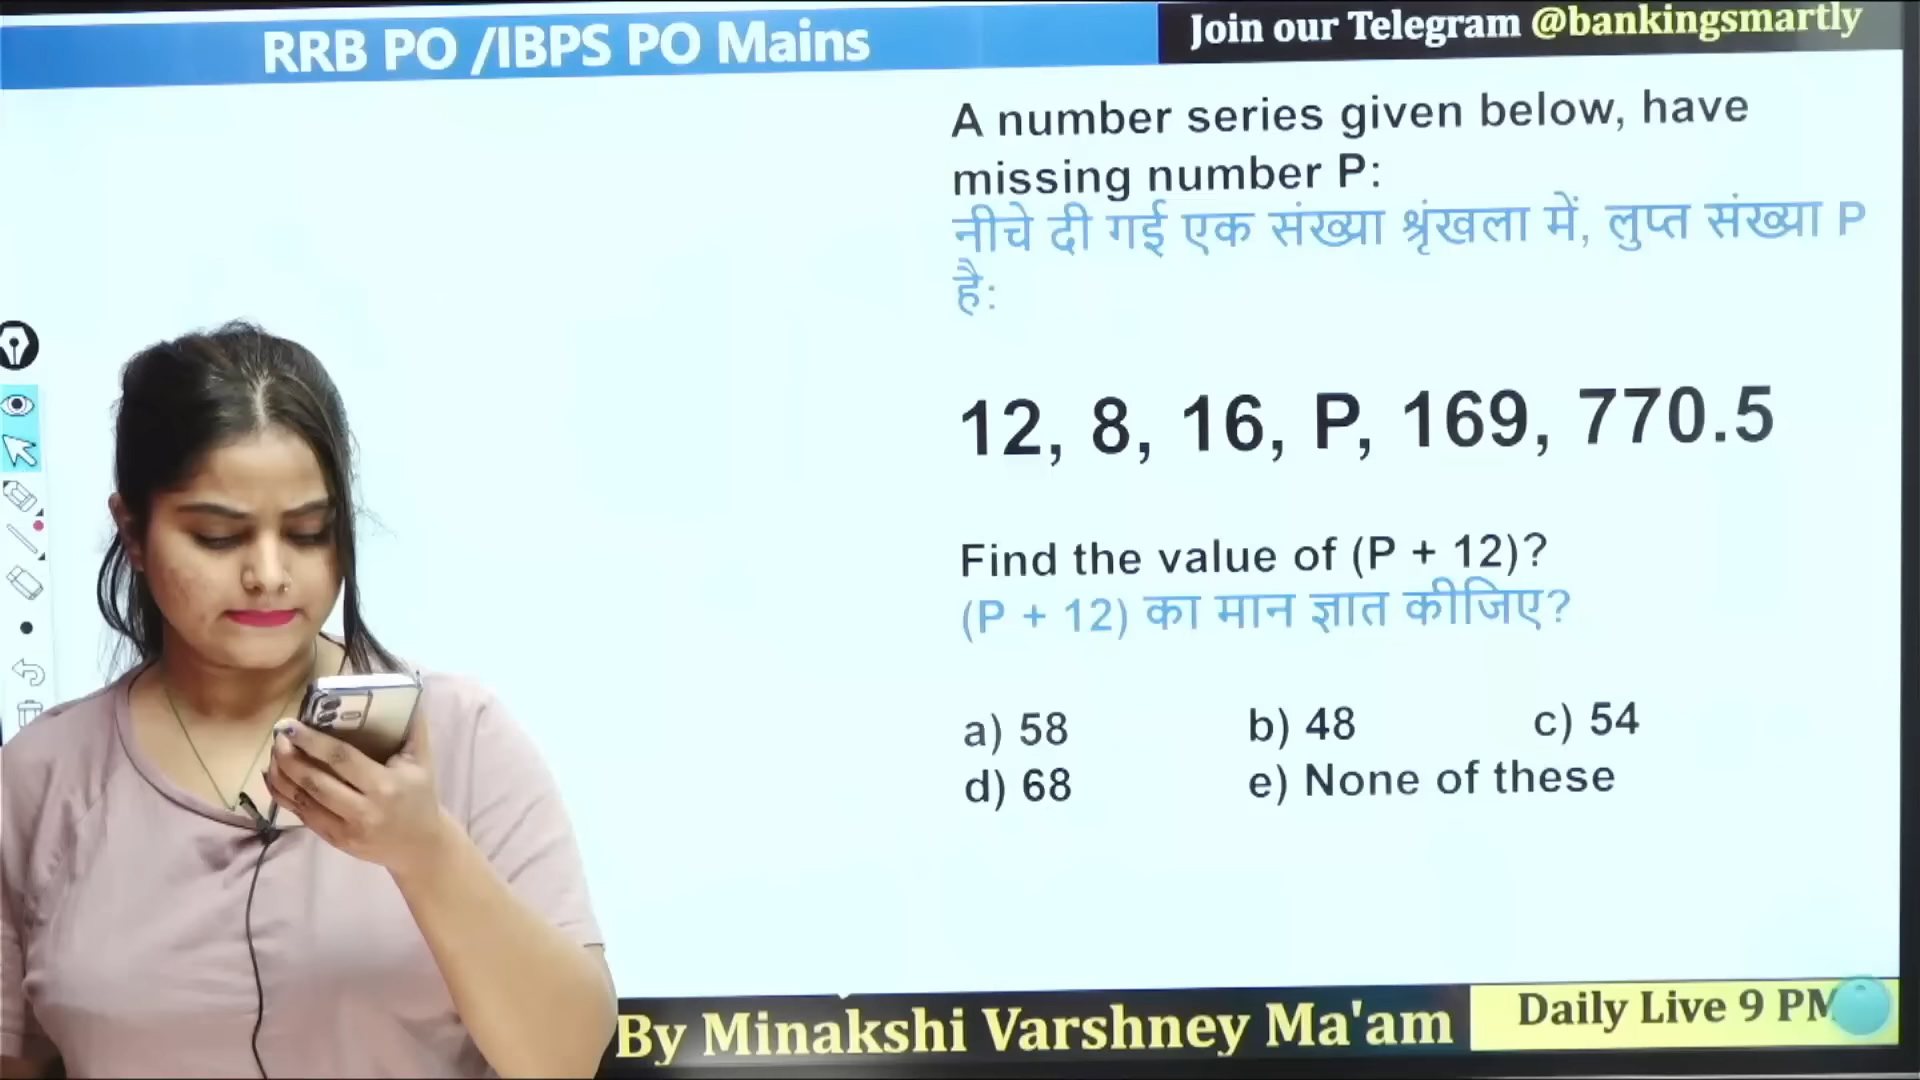 RRB PO /IBPS PO Mains
Join our Telegram @bankingsmartly
A number series given below, have
missing number P:
नीचे दी गई एक संख्या श्रृंखला में, लुप्त संख्या P
है:
12, 8, 16, P, 169, 770.5
Find the value of (P + 12)?
(P + 12) का मान ज्ञात कीजिए?
a) 58 b) 48 c) 54
d) 68 e) None of these
By Minakshi Varshney Ma'am
Daily Live 9 PM